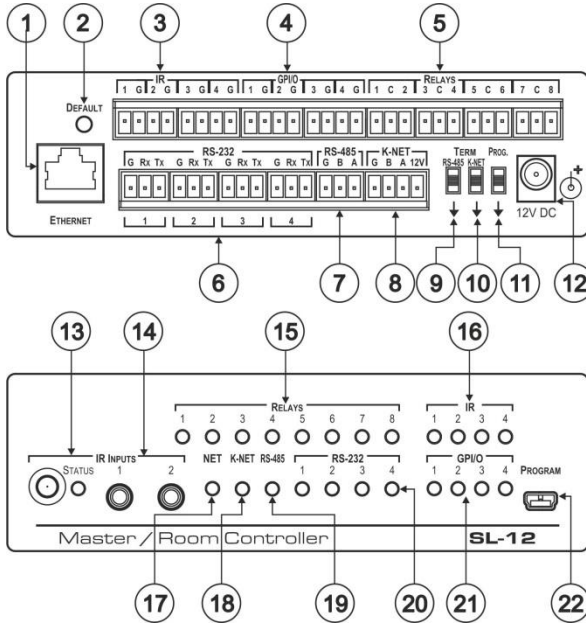 1 2 3 4 5
IR GPI/O RELAYS
1 G 2 G 3 G 4 G 1 G 2 G 3 G 4 G 1 C 2 3 C 4 5 C 6 7 C 8
DEFAULT
RS-232 RS-485 K-NET TERM PROG.
G Rx Tx G Rx Tx G Rx Tx G Rx Tx G B A G B A 12V RS-485 K-NET
+
ETHERNET 1 2 3 4 12V DC
6 7 8 9 10 11 12
13 14 15 16
RELAYS IR
1 2 3 4 5 6 7 8 1 2 3 4
IR INPUTS
STATUS 1 2 NET K-NET RS-485 RS-232 GPI/O PROGRAM
1 2 3 4 1 2 3 4
Master / Room Controller SL-12
17 18 19 20 21 22